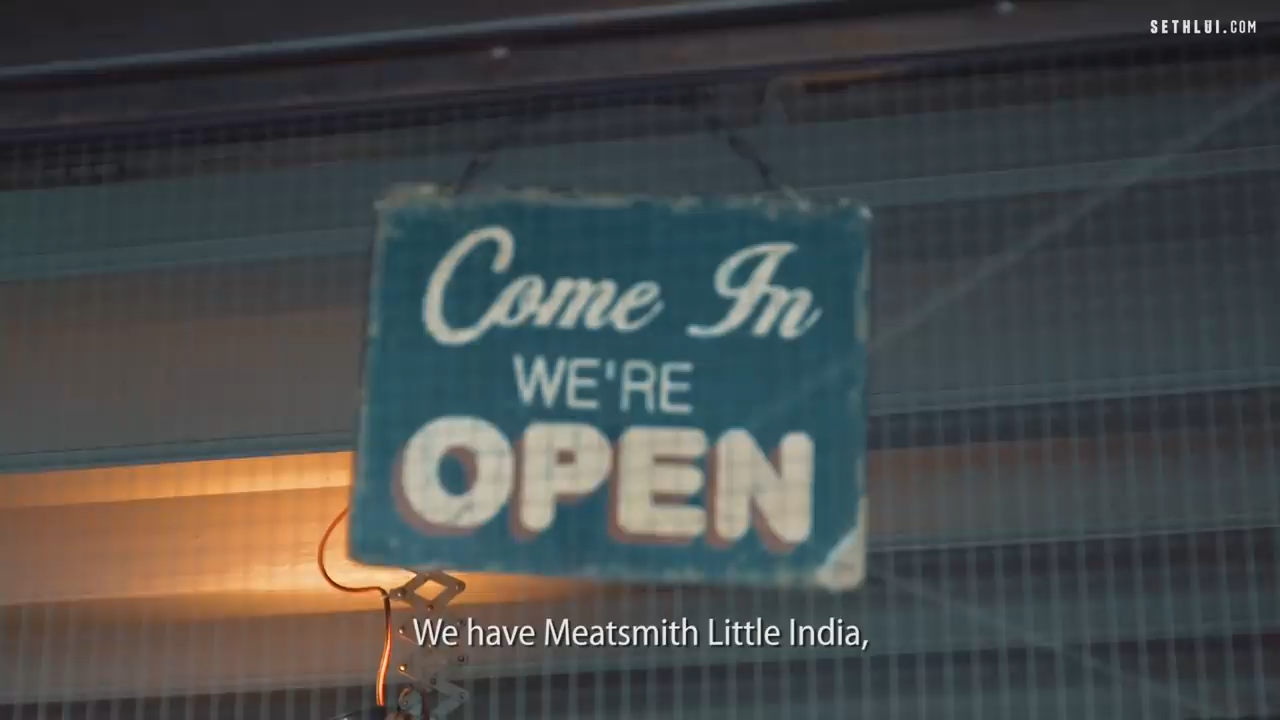 SETHLUI.COM
Come In
WE'RE
OPEN
We have Meatsmith Little India,